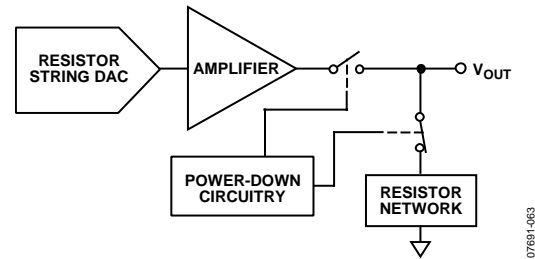 RESISTOR
STRING DAC
AMPLIFIER
VOUT
POWER-DOWN
CIRCUITRY
RESISTOR
NETWORK
07691-063